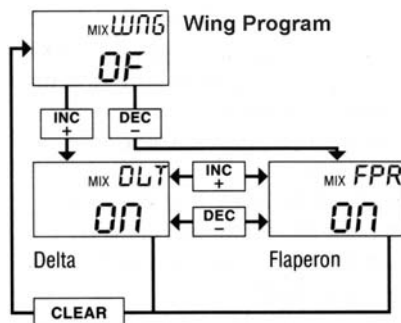 Wing Program
MIX WNG
OF
INC
+
DEC
−
MIX DLT
ON
INC
+
MIX FPR
ON
DEC
−
Delta
Flaperon
CLEAR